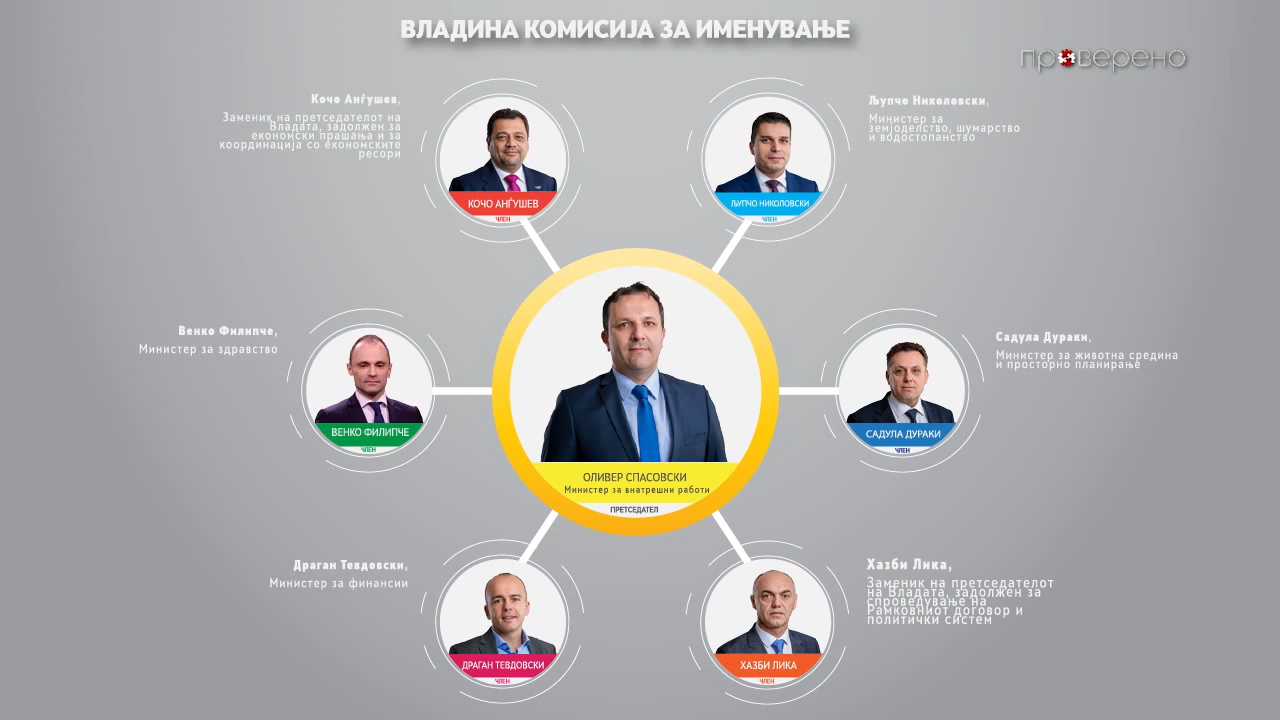 ВЛАДИНА КОМИСИЈА ЗА ИМЕНУВАЊЕ
проверено
Кочо Анѓушев,
Заменик на претседателот на
Владата, задолжен за
економски прашања и за
координација со економските
ресори
КОЧО АНЃУШЕВ
ЧЛЕН
Љупчо Николовски,
Министер за
земјоделство, шумарство
и водостопанство
ЉУПЧО НИКОЛОВСКИ
ЧЛЕН
Венко Филипче,
Министер за здравство
ВЕНКО ФИЛИПЧЕ
ЧЛЕН
ОЛИВЕР СПАСОВСКИ
Министер за внатрешни работи
ПРЕТСЕДАТЕЛ
Садула Дураки,
Министер за животна средина
и просторно планирање
САДУЛА ДУРАКИ
ЧЛЕН
Драган Тевдовски,
Министер за финансии
ДРАГАН ТЕВДОВСКИ
ЧЛЕН
Хазби Лика,
Заменик на претседателот
на Владата, задолжен за
спроведување на
Рамковниот договор и
политички систем
ХАЗБИ ЛИКА
ЧЛЕН